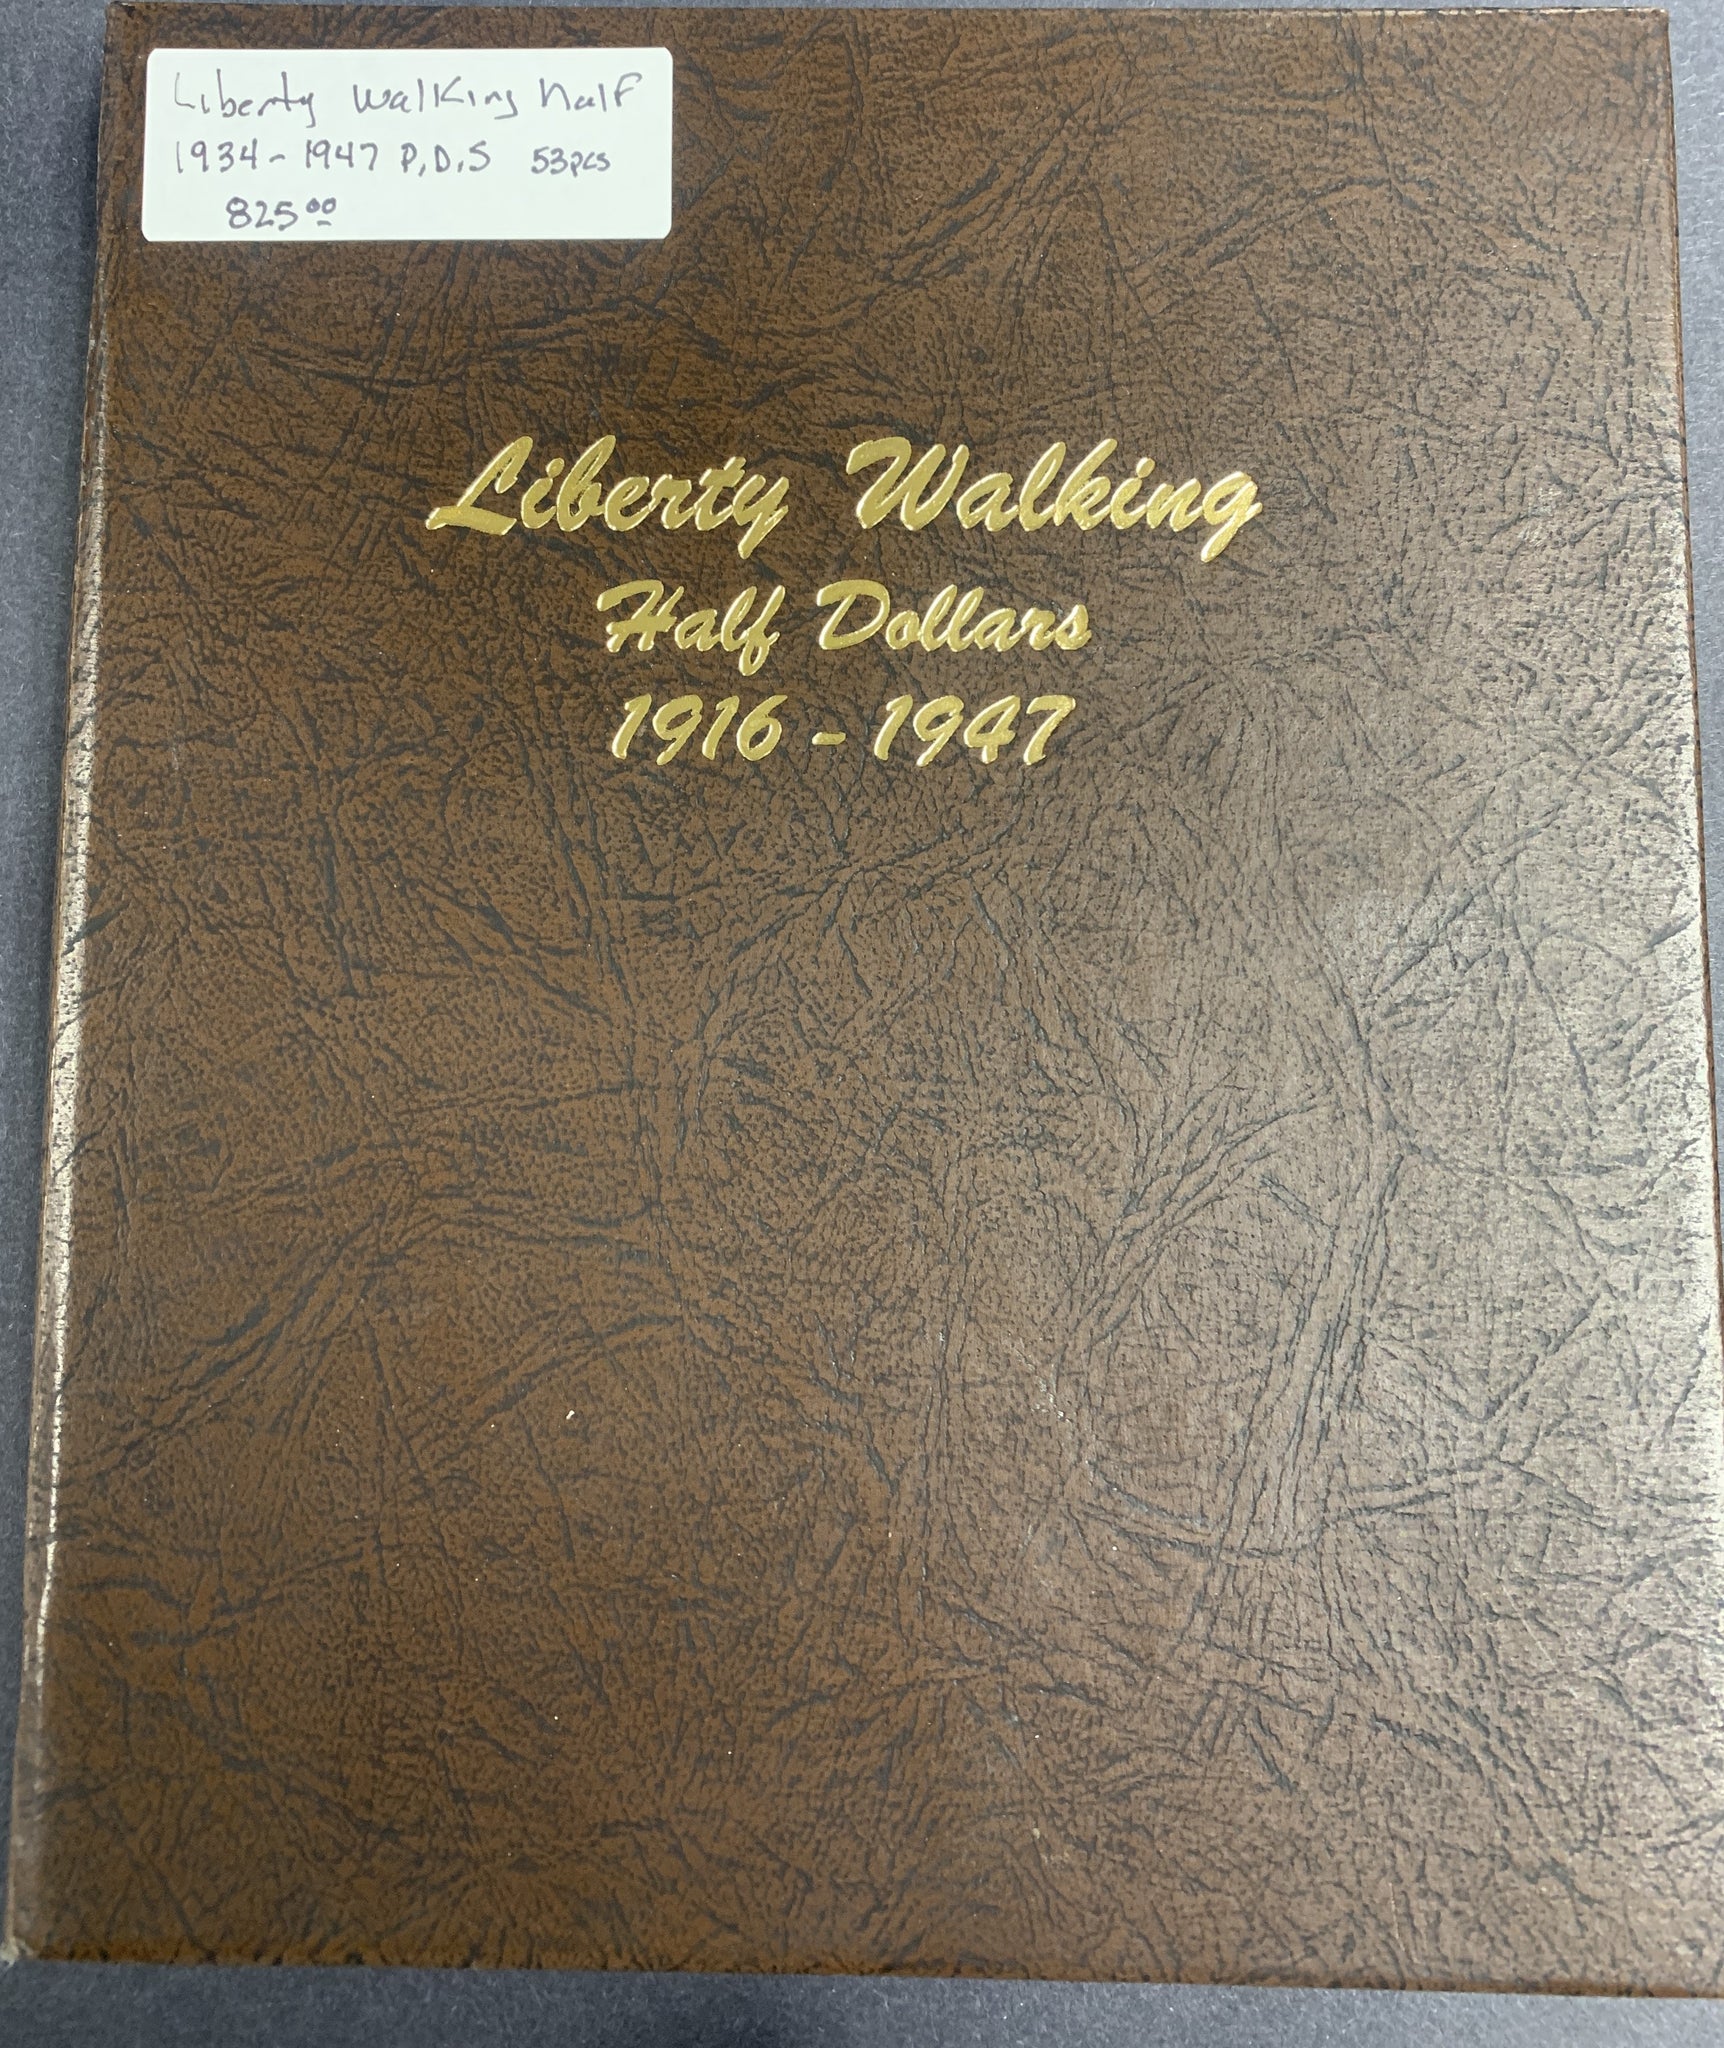 Liberty Walking half
1934-1947 P,D,S 53pcs
825.00
Liberty Walking
Half Dollars
1916 - 1947